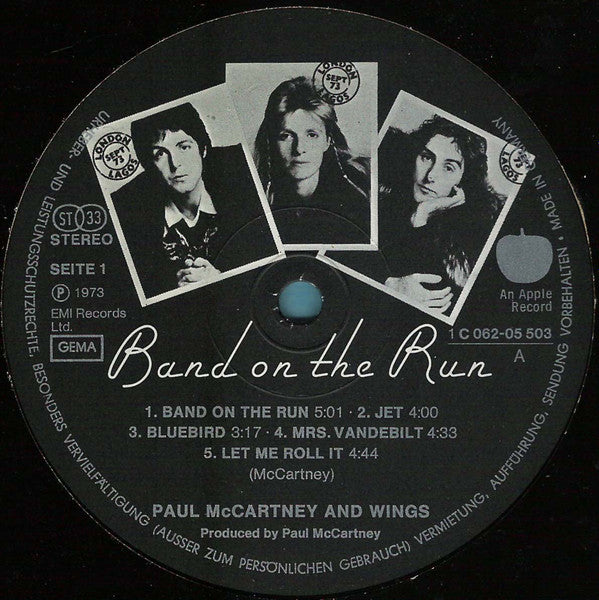 LONDON
SEPT
73
LAGOS
LONDON
SEPT
73
LAGOS
LONDON
SEPT
73
LAGOS
ST 33
STEREO
SEITE 1
Ⓟ 1973
EMI Records
Ltd.
GEMA
An Apple
Record
1 C 062-05 503
A
Band on the Run
1. BAND ON THE RUN 5:01 · 2. JET 4:00
3. BLUEBIRD 3:17 · 4. MRS. VANDEBILT 4:33
5. LET ME ROLL IT 4:44
(McCartney)
PAUL McCARTNEY AND WINGS
Produced by Paul McCartney
URHEBER- UND LEISTUNGSSCHUTZRECHTE, BESONDERS VERVIELFÄLTIGUNG (AUSSER ZUM PERSÖNLICHEN GEBRAUCH) VERMIETUNG, AUFFÜHRUNG, SENDUNG VORBEHALTEN · MADE IN GERMANY